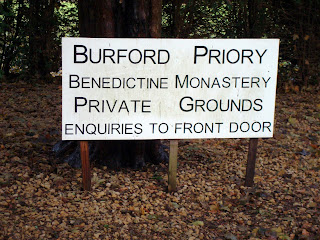 Burford Priory
Benedictine Monastery
Private Grounds
ENQUIRIES TO FRONT DOOR